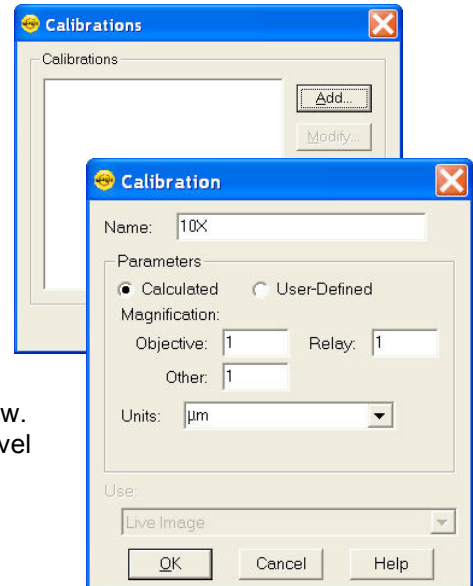 Calibrations
Calibrations
Add...
Modify...
Calibration
Name: 10X
Parameters
Calculated User-Defined
Magnification:
Objective: 1 Relay: 1
Other: 1
w.
vel
Units: µm
Use:
Live Image
OK Cancel Help